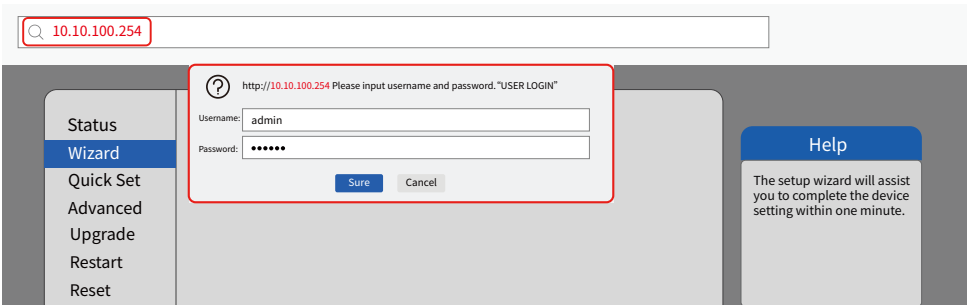 10.10.100.254
http://10.10.100.254 Please input username and password. “USER LOGIN”
Username: admin
Password: ••••••
Sure Cancel
Status
Wizard
Quick Set
Advanced
Upgrade
Restart
Reset
Help
The setup wizard will assist
you to complete the device
setting within one minute.